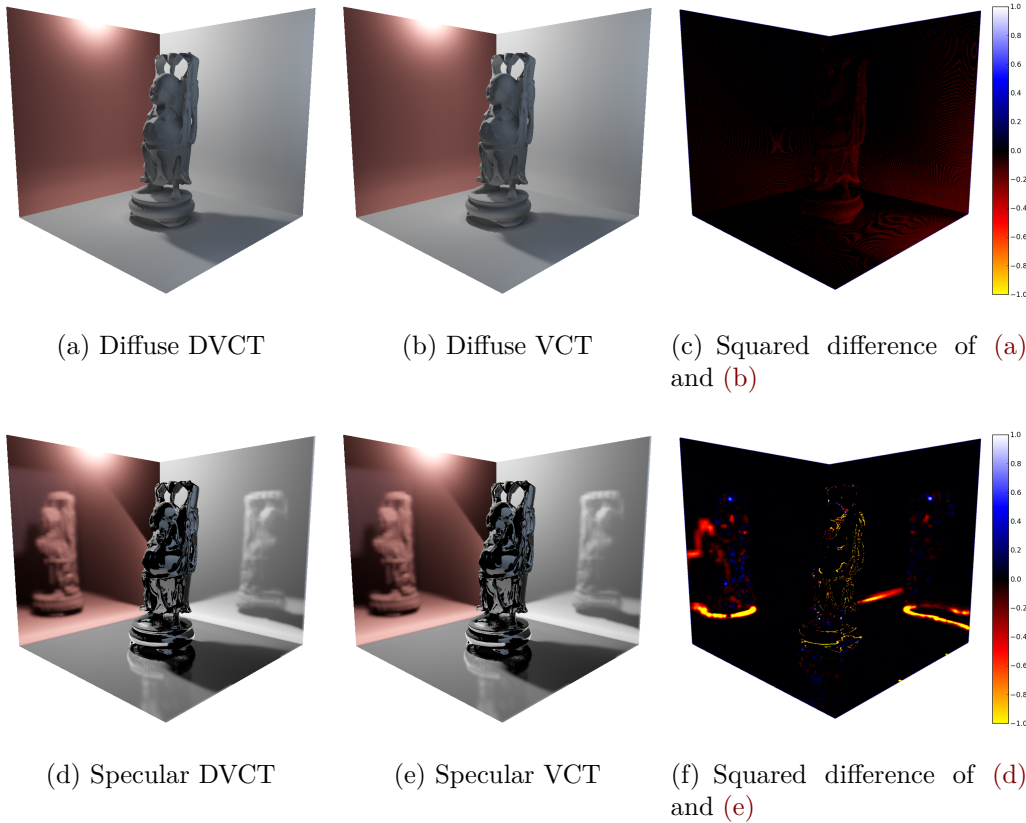 1.0
0.8
0.6
0.4
0.2
0.0
−0.2
−0.4
−0.6
−0.8
−1.0
(a) Diffuse DVCT
(b) Diffuse VCT
(c) Squared difference of (a)
and (b)
1.0
0.8
0.6
0.4
0.2
0.0
−0.2
−0.4
−0.6
−0.8
−1.0
(d) Specular DVCT
(e) Specular VCT
(f) Squared difference of (d)
and (e)